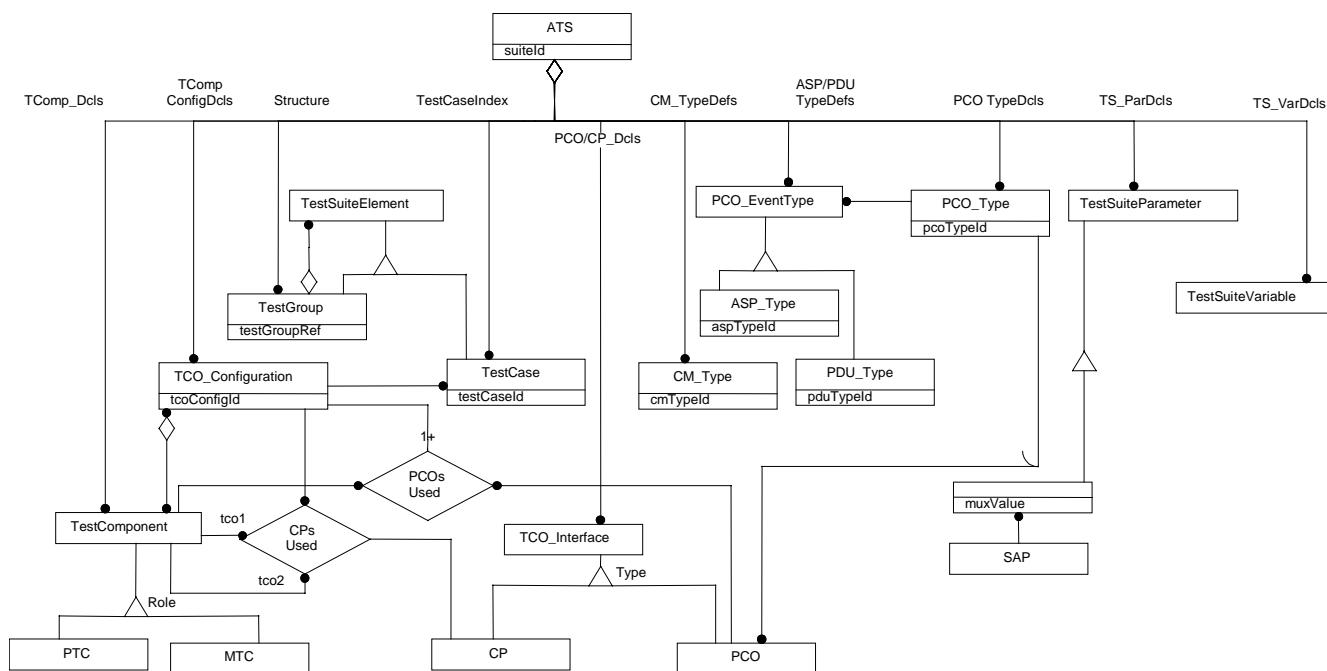 ATS
suiteId
TComp_Dcls
TComp
ConfigDcls
Structure
TestCaseIndex
CM_TypeDefs
ASP/PDU
TypeDefs
PCO TypeDcls
TS_ParDcls
TS_VarDcls
PCO/CP_Dcls
TestSuiteElement
PCO_EventType
PCO_Type
pcoTypeId
TestSuiteParameter
TestGroup
testGroupRef
ASP_Type
aspTypeId
TestSuiteVariable
TCO_Configuration
tcoConfigId
TestCase
testCaseId
CM_Type
cmTypeId
PDU_Type
pduTypeId
1+
PCOs
Used
muxValue
TestComponent
tco1
CPs
Used
TCO_Interface
SAP
tco2
Type
Role
PTC
MTC
CP
PCO